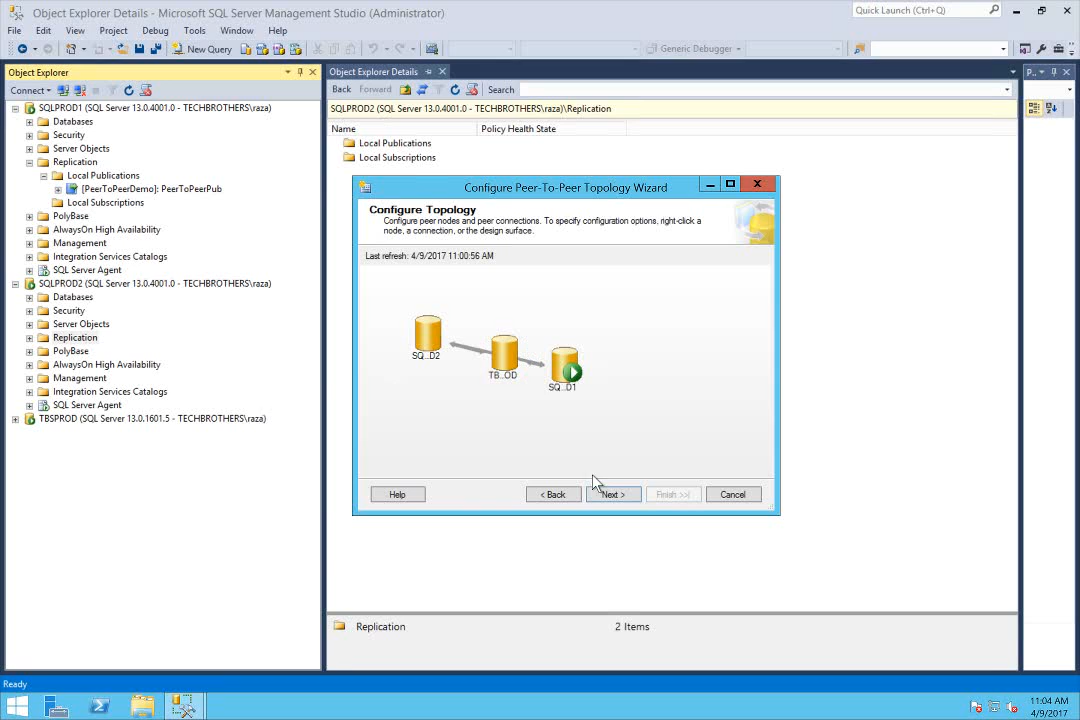 Object Explorer Details - Microsoft SQL Server Management Studio (Administrator)
Quick Launch (Ctrl+Q)
File Edit View Project Debug Tools Window Help
New Query
Generic Debugger
Object Explorer
Connect
SQLPROD1 (SQL Server 13.0.4001.0 - TECHBROTHERS\raza)
Databases
Security
Server Objects
Replication
Local Publications
[PeerToPeerDemo]: PeerToPeerPub
Local Subscriptions
PolyBase
AlwaysOn High Availability
Management
Integration Services Catalogs
SQL Server Agent
SQLPROD2 (SQL Server 13.0.4001.0 - TECHBROTHERS\raza)
Databases
Security
Server Objects
Replication
PolyBase
AlwaysOn High Availability
Management
Integration Services Catalogs
SQL Server Agent
TBSPROD (SQL Server 13.0.1601.5 - TECHBROTHERS\raza)
Object Explorer Details
Back Forward Search
SQLPROD2 (SQL Server 13.0.4001.0 - TECHBROTHERS\raza)\Replication
Name Policy Health State
Local Publications
Local Subscriptions
P...
Configure Peer-To-Peer Topology Wizard
Configure Topology
Configure peer nodes and peer connections. To specify configuration options, right-click a
node, a connection, or the design surface.
Last refresh: 4/9/2017 11:00:56 AM
SQ...D2
TB...OD
SQ...D1
Help < Back Next > Finish >>| Cancel
Replication 2 Items
Ready
11:04 AM
4/9/2017